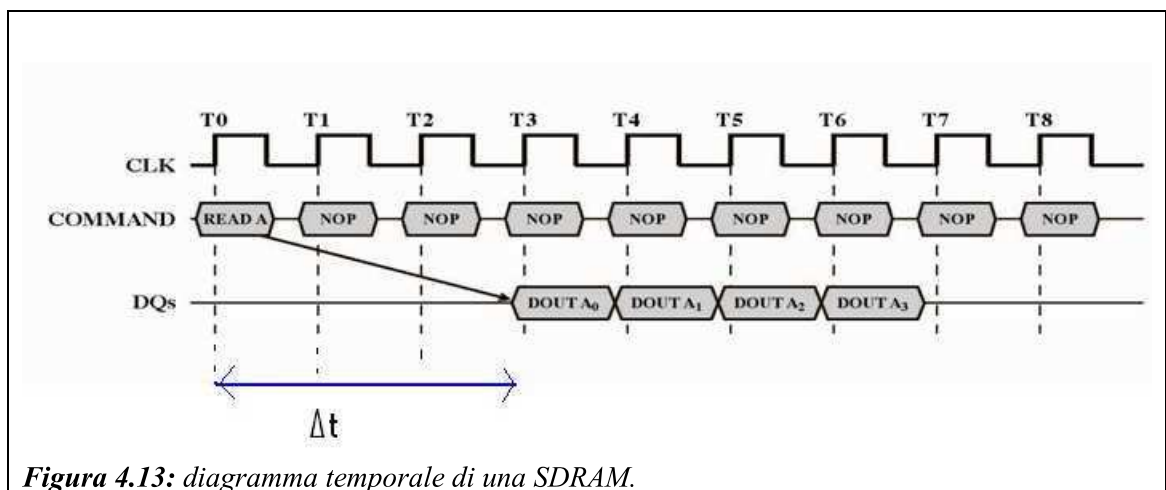 T0 T1 T2 T3 T4 T5 T6 T7 T8
CLK
COMMAND READ A NOP NOP NOP NOP NOP NOP NOP NOP
DQs DOUT A₀ DOUT A₁ DOUT A₂ DOUT A₃
Δt
Figura 4.13: diagramma temporale di una SDRAM.